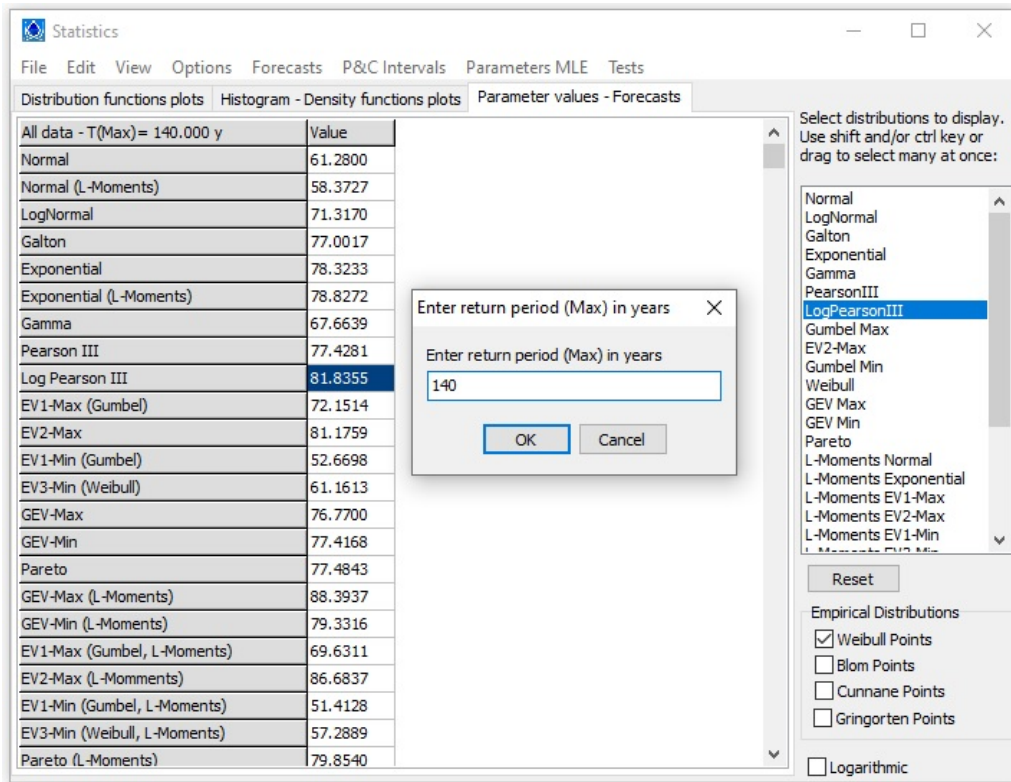 Statistics
File Edit View Options Forecasts P&C Intervals Parameters MLE Tests
Distribution functions plots Histogram - Density functions plots Parameter values - Forecasts
All data - T(Max)= 140.000 y Value
Normal 61.2800
Normal (L-Moments) 58.3727
LogNormal 71.3170
Galton 77.0017
Exponential 78.3233
Exponential (L-Moments) 78.8272
Gamma 67.6639
Pearson III 77.4281
Log Pearson III 81.8355
EV1-Max (Gumbel) 72.1514
EV2-Max 81.1759
EV1-Min (Gumbel) 52.6698
EV3-Min (Weibull) 61.1613
GEV-Max 76.7700
GEV-Min 77.4168
Pareto 77.4843
GEV-Max (L-Moments) 88.3937
GEV-Min (L-Moments) 79.3316
EV1-Max (Gumbel, L-Moments) 69.6311
EV2-Max (L-Momments) 86.6837
EV1-Min (Gumbel, L-Moments) 51.4128
EV3-Min (Weibull, L-Moments) 57.2889
Pareto (L-Moments) 79.8540
Enter return period (Max) in years
Enter return period (Max) in years
140
OK Cancel
Select distributions to display.
Use shift and/or ctrl key or
drag to select many at once:
Normal
LogNormal
Galton
Exponential
Gamma
PearsonIII
LogPearsonIII
Gumbel Max
EV2-Max
Gumbel Min
Weibull
GEV Max
GEV Min
Pareto
L-Moments Normal
L-Moments Exponential
L-Moments EV1-Max
L-Moments EV2-Max
L-Moments EV1-Min
L-Moments EV3-Min
Reset
Empirical Distributions
Weibull Points
Blom Points
Cunnane Points
Gringorten Points
Logarithmic